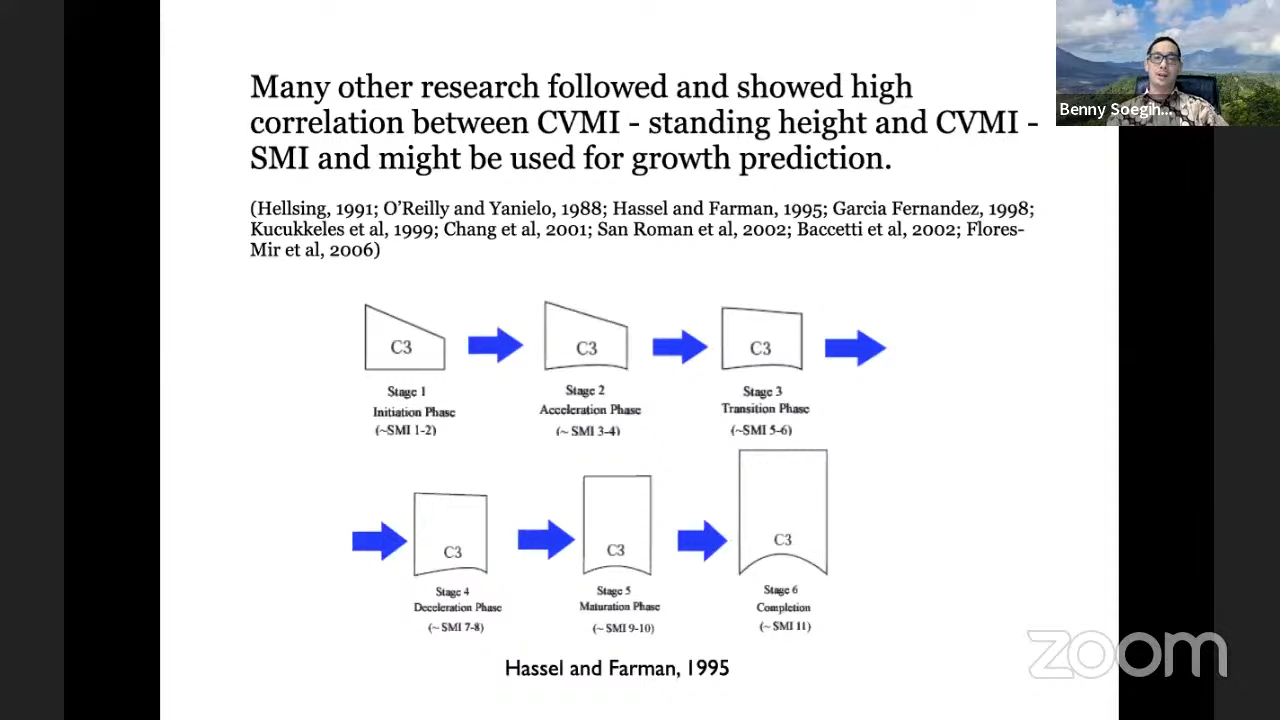 Many other research followed and showed high
correlation between CVMI - standing height and CVMI -
SMI and might be used for growth prediction.
(Hellsing, 1991; O'Reilly and Yanielo, 1988; Hassel and Farman, 1995; Garcia Fernandez, 1998;
Kucukkeles et al, 1999; Chang et al, 2001; San Roman et al, 2002; Baccetti et al, 2002; Flores-
Mir et al, 2006)
Benny Soegih...
C3
C3
C3
Stage 1
Initiation Phase
(~SMI 1-2)
Stage 2
Acceleration Phase
(~ SMI 3-4)
Stage 3
Transition Phase
(~SMI 5-6)
C3
C3
C3
Stage 4
Deceleration Phase
(~ SMI 7-8)
Stage 5
Maturation Phase
(~ SMI 9-10)
Stage 6
Completion
(~ SMI 11)
Hassel and Farman, 1995
zoom